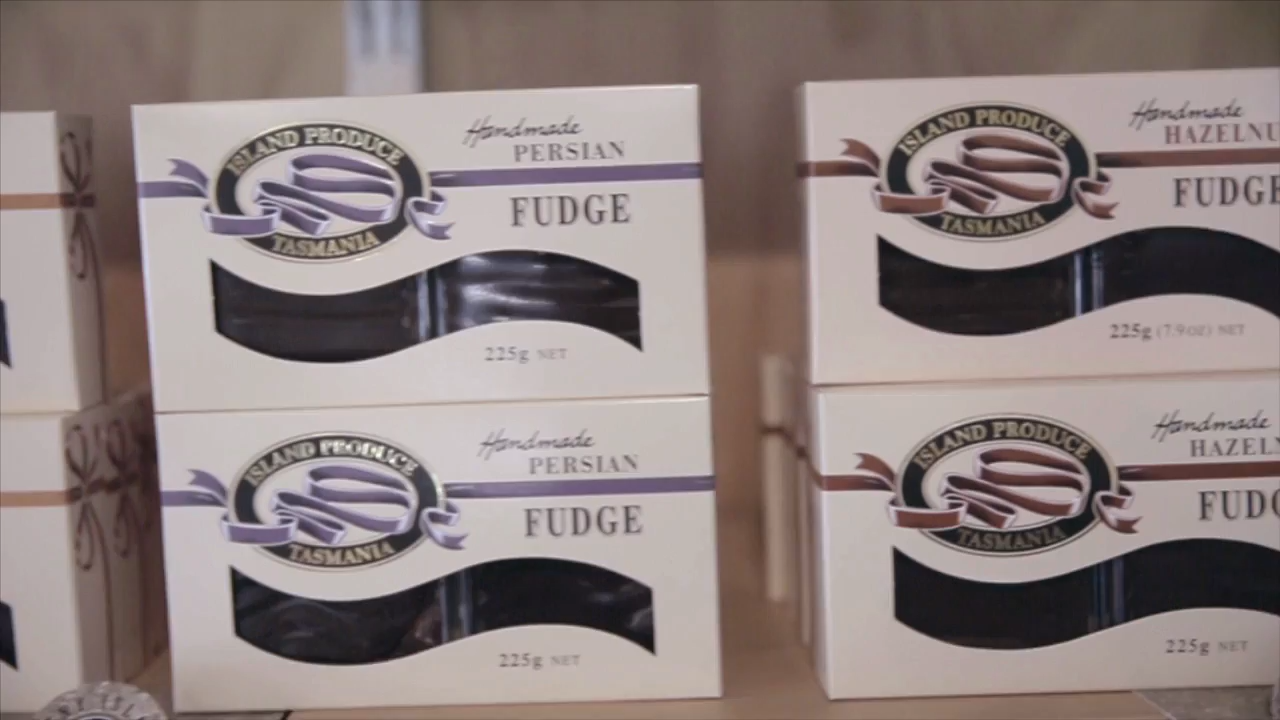 ISLAND PRODUCE
TASMANIA
Handmade
PERSIAN
FUDGE
225g NET
ISLAND PRODUCE
TASMANIA
Handmade
FUDGE
225g (7.9 OZ) NET
ISLAND PRODUCE
TASMANIA
Handmade
PERSIAN
FUDGE
225g NET
ISLAND PRODUCE
TASMANIA
Handmade
225g NET